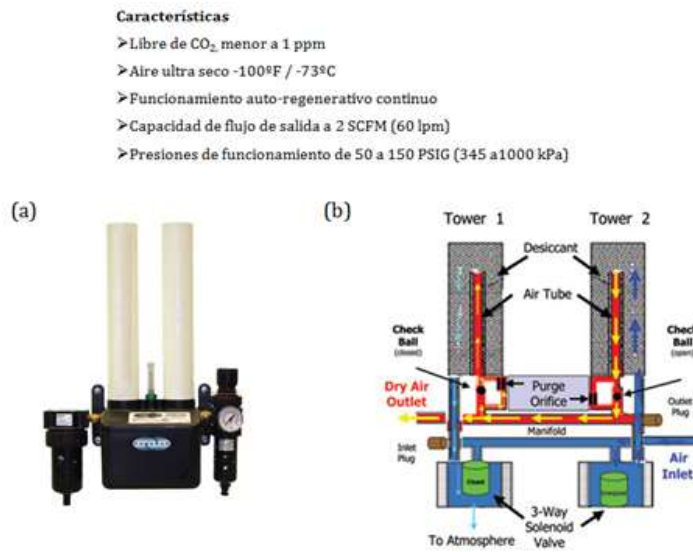 Características
➢Libre de CO₂, menor a 1 ppm
➢Aire ultra seco -100ºF / -73ºC
➢Funcionamiento auto-regenerativo continuo
➢Capacidad de flujo de salida a 2 SCFM (60 lpm)
➢Presiones de funcionamiento de 50 a 150 PSIG (345 a1000 kPa)
(a)
(b)
Tower 1
Tower 2
Desiccant
Air Tube
Check
Ball
(closed)
Check
Ball
(open)
Purge
Orifice
Dry Air
Outlet
Outlet
Plug
Manifold
Inlet
Plug
Air
Inlet
3-Way
Solenoid
Valve
To Atmosphere